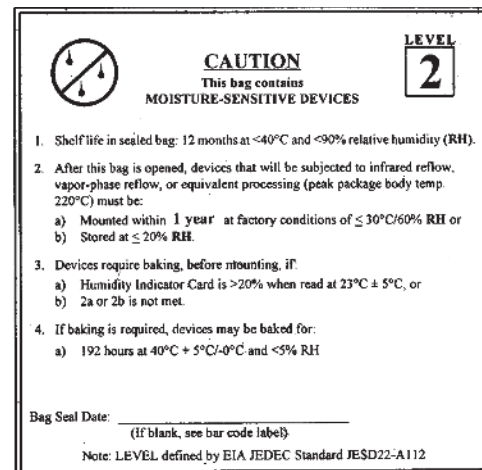 LEVEL
2
CAUTION
This bag contains
MOISTURE-SENSITIVE DEVICES
1. Shelf life in sealed bag: 12 months at <40°C and <90% relative humidity (RH).
2. After this bag is opened, devices that will be subjected to infrared reflow,
vapor-phase reflow, or equivalent processing (peak package body temp.
220°C) must be:
a) Mounted within 1 year at factory conditions of ≤ 30°C/60% RH or
b) Stored at ≤ 20% RH.
3. Devices require baking, before mounting, if:
a) Humidity Indicator Card is >20% when read at 23°C ± 5°C, or
b) 2a or 2b is not met.
4. If baking is required, devices may be baked for:
a) 192 hours at 40°C + 5°C/-0°C and <5% RH
Bag Seal Date:
(If blank, see bar code label)
Note: LEVEL defined by EIA JEDEC Standard JESD22-A112